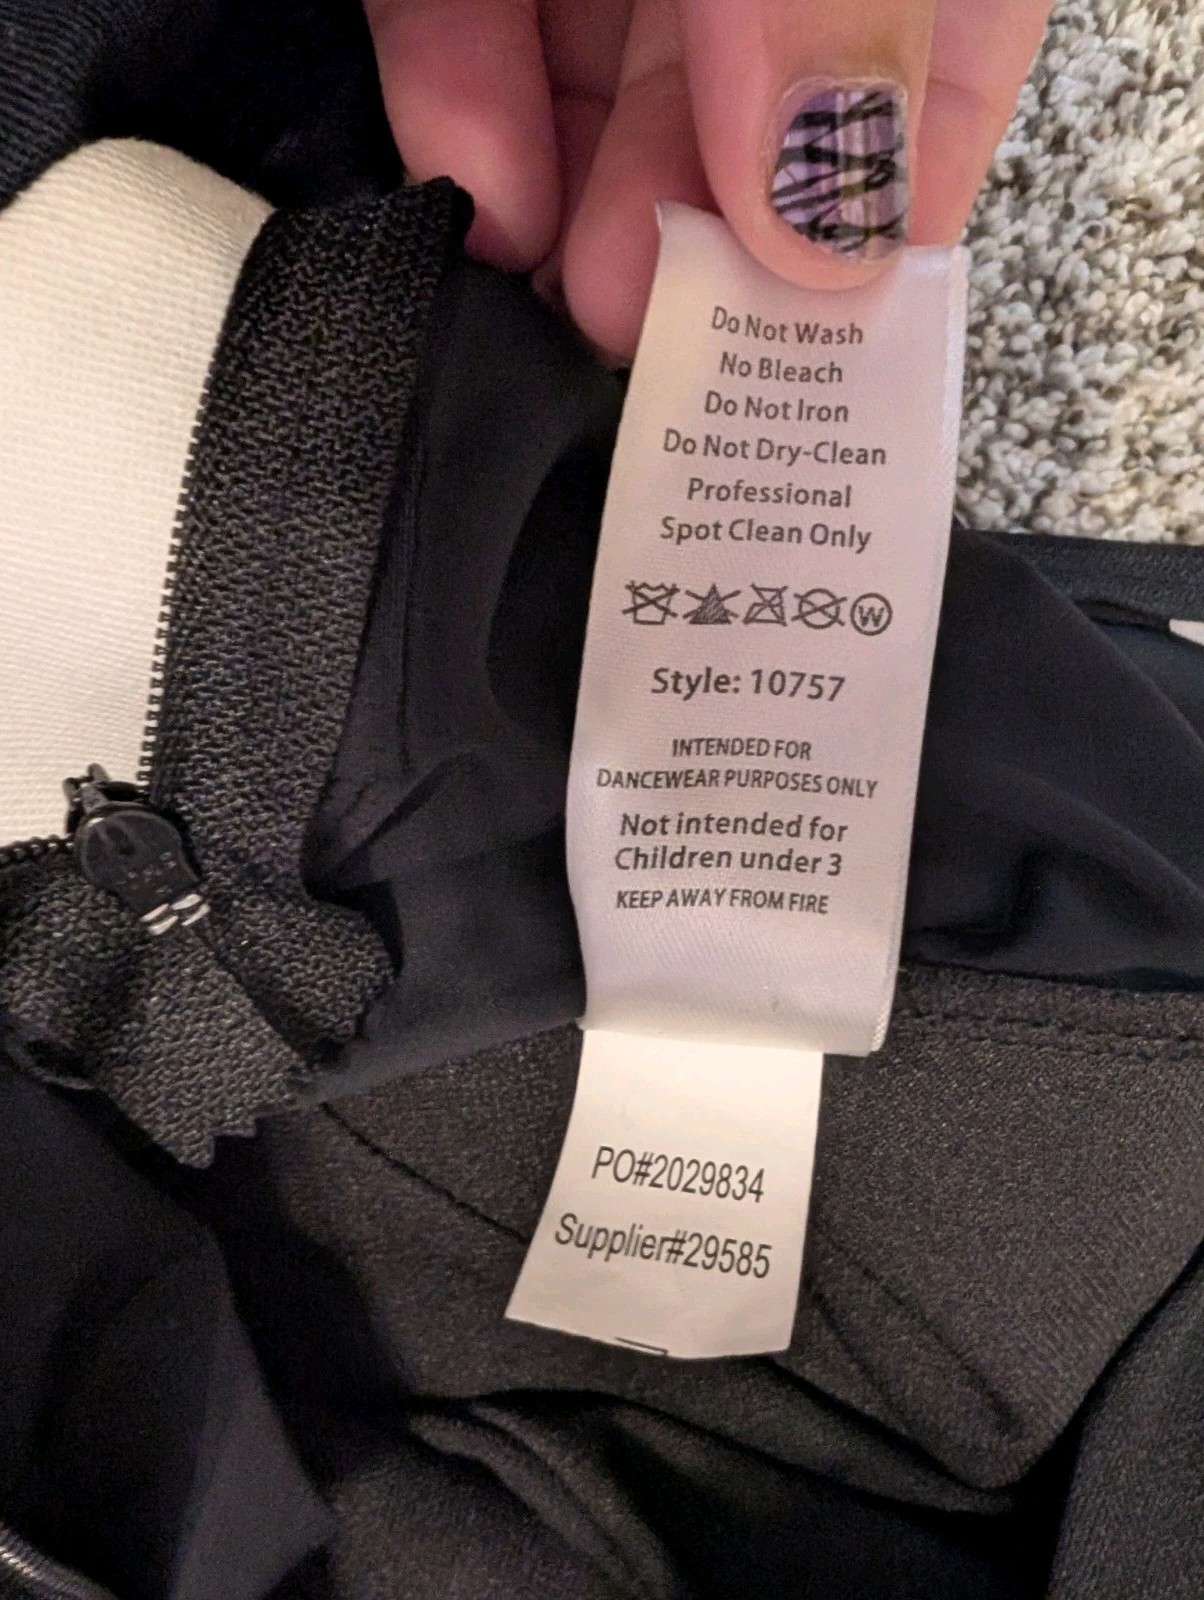 Do Not Wash
No Bleach
Do Not Iron
Do Not Dry-Clean
Professional
Spot Clean Only
W
Style: 10757
INTENDED FOR
DANCEWEAR PURPOSES ONLY
Not intended for
Children under 3
KEEP AWAY FROM FIRE
PO#2029834
Supplier#29585